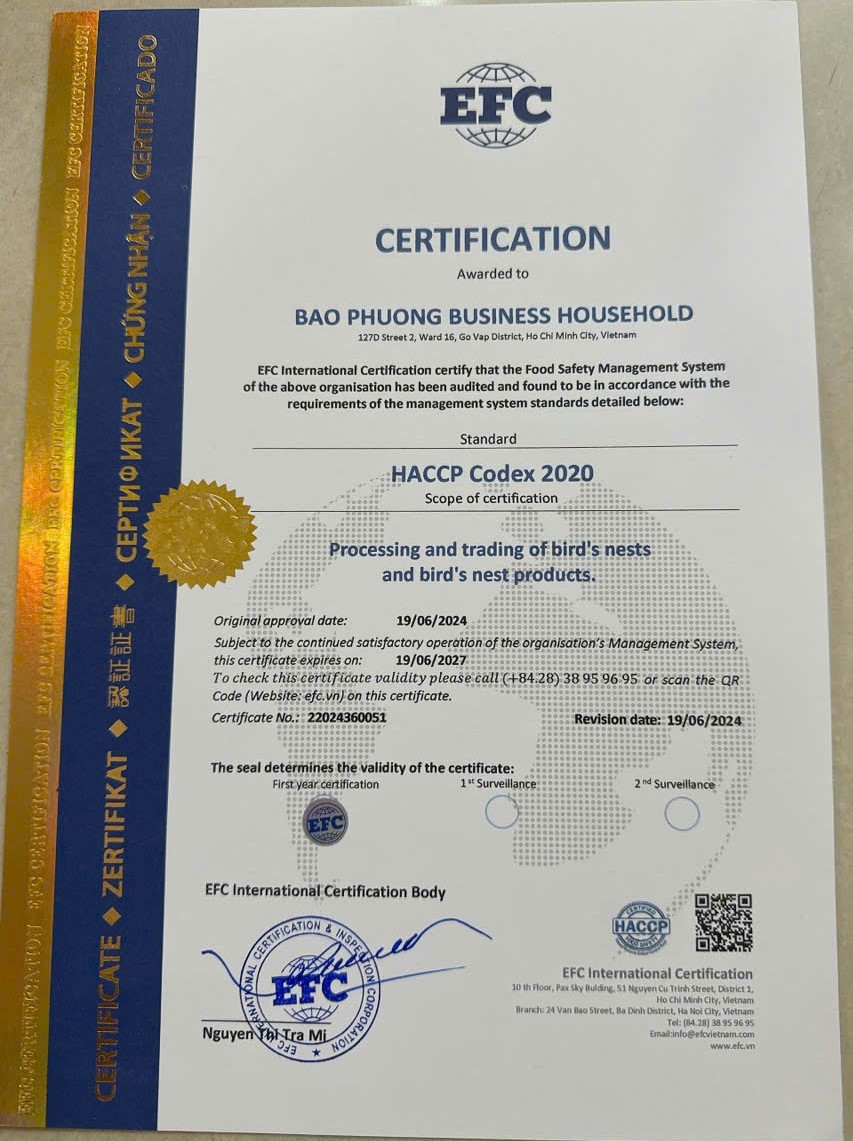 EFC
CERTIFICATION
Awarded to
BAO PHUONG BUSINESS HOUSEHOLD
127D Street 2, Ward 16, Go Vap District, Ho Chi Minh City, Vietnam
EFC International Certification certify that the Food Safety Management System
of the above organisation has been audited and found to be in accordance with the
requirements of the management system standards detailed below:
Standard
HACCP Codex 2020
Scope of certification
Processing and trading of bird's nests
and bird's nest products.
Original approval date: 19/06/2024
Subject to the continued satisfactory operation of the organisation's Management System,
this certificate expires on: 19/06/2027
To check this certificate validity please call (+84.28) 38 95 96 95 or scan the QR
Code (Website: efc.vn) on this certificate.
Certificate No.: 22024360051 Revision date: 19/06/2024
The seal determines the validity of the certificate:
First year certification 1st Surveillance 2nd Surveillance
EFC
EFC International Certification Body
EFC INTERNATIONAL CERTIFICATION & INSPECTION CORPORATION
EFC
Nguyen Thi Tra Mi
CERTIFIED
HACCP
FOOD SAFETY
EFC International Certification
10 th Floor, Pax Sky Bulding, 51 Nguyen Cu Trinh Street, District 1,
Ho Chi Minh City, Vietnam
Branch: 24 Van Bao Street, Ba Dinh District, Ha Noi City, Vietnam
Tel: (84.28) 38 95 96 95
Email:info@efcvietnam.com
www.efc.vn
CERTIFICATE ◆ ZERTIFIKAT ◆ 認証証書 ◆ СЕРТИФИКАТ ◆ CHỨNG NHẬN ◆ CERTIFICADO
EFC CERTIFICATION EFC CERTIFICATION EFC CERTIFICATION EFC CERTIFICATION EFC CERTIFICATION EFC CERTIFICATION EFC CERTIFICATION